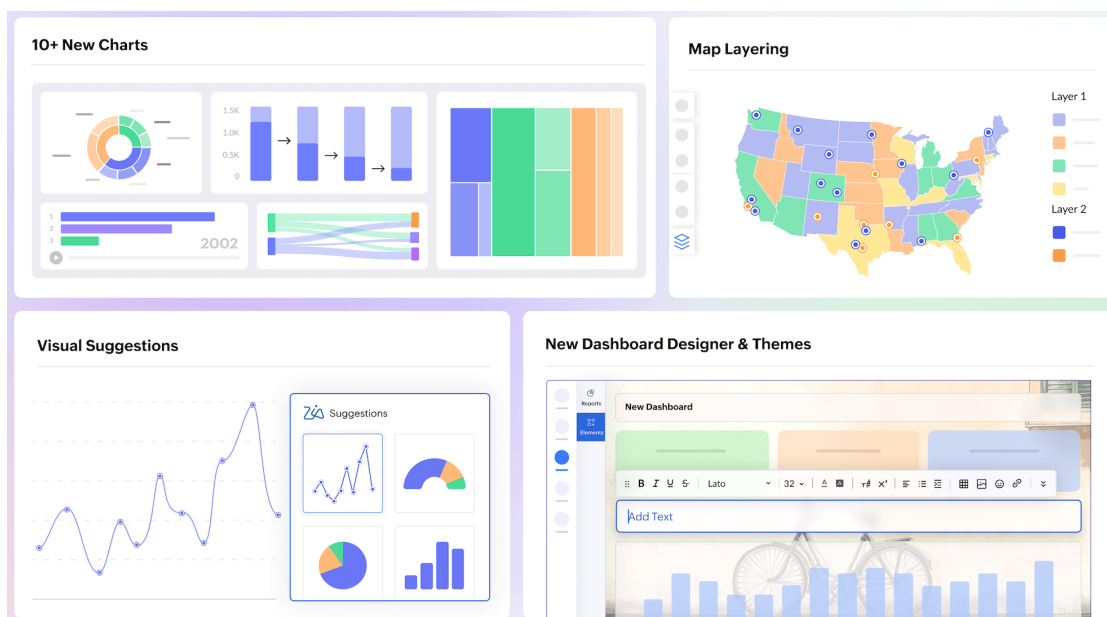 10+ New Charts
1.5K
1.0K
0.5K
0
1
2
3
2002
Map Layering
Layer 1
Layer 2
Visual Suggestions
Zia Suggestions
New Dashboard Designer & Themes
Reports
Elements
New Dashboard
B I U S Lato 32 A A
Add Text